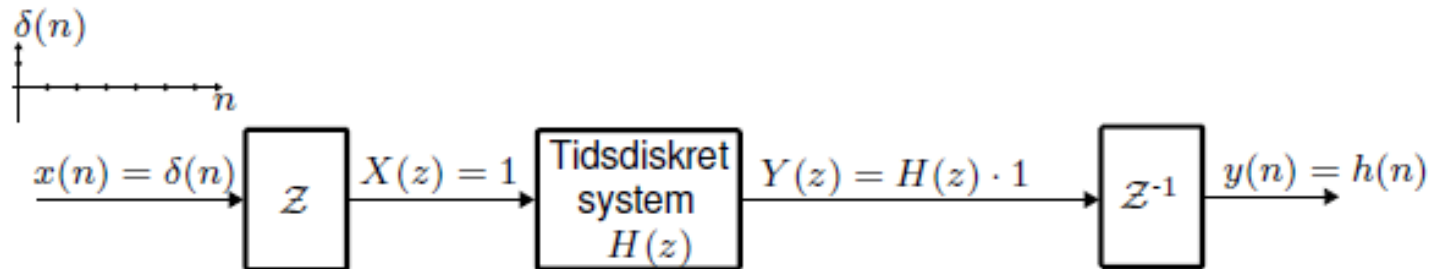 δ(n)
n
x(n) = δ(n)
𝒵
X(z) = 1
Tidsdiskret
system
H(z)
Y(z) = H(z) · 1
𝒵-1
y(n) = h(n)